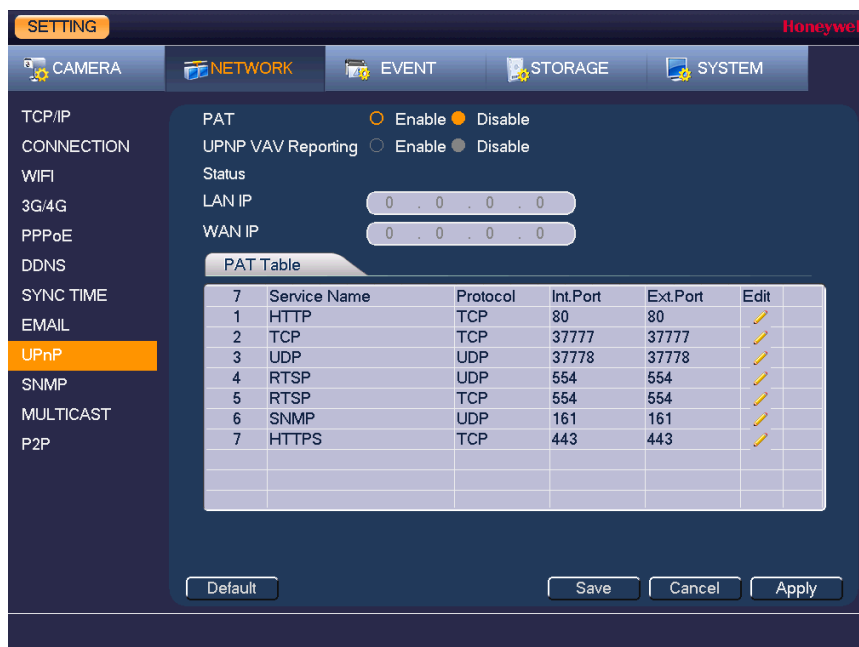 SETTING
Honeywel
CAMERA NETWORK EVENT STORAGE SYSTEM
TCP/IP
CONNECTION
WIFI
3G/4G
PPPoE
DDNS
SYNC TIME
EMAIL
UPnP
SNMP
MULTICAST
P2P
PAT Enable Disable
UPNP VAV Reporting Enable Disable
Status
LAN IP 0 . 0 . 0 . 0
WAN IP 0 . 0 . 0 . 0
PAT Table
7 Service Name Protocol Int.Port Ext.Port Edit
1 HTTP TCP 80 80
2 TCP TCP 37777 37777
3 UDP UDP 37778 37778
4 RTSP UDP 554 554
5 RTSP TCP 554 554
6 SNMP UDP 161 161
7 HTTPS TCP 443 443
Default Save Cancel Apply